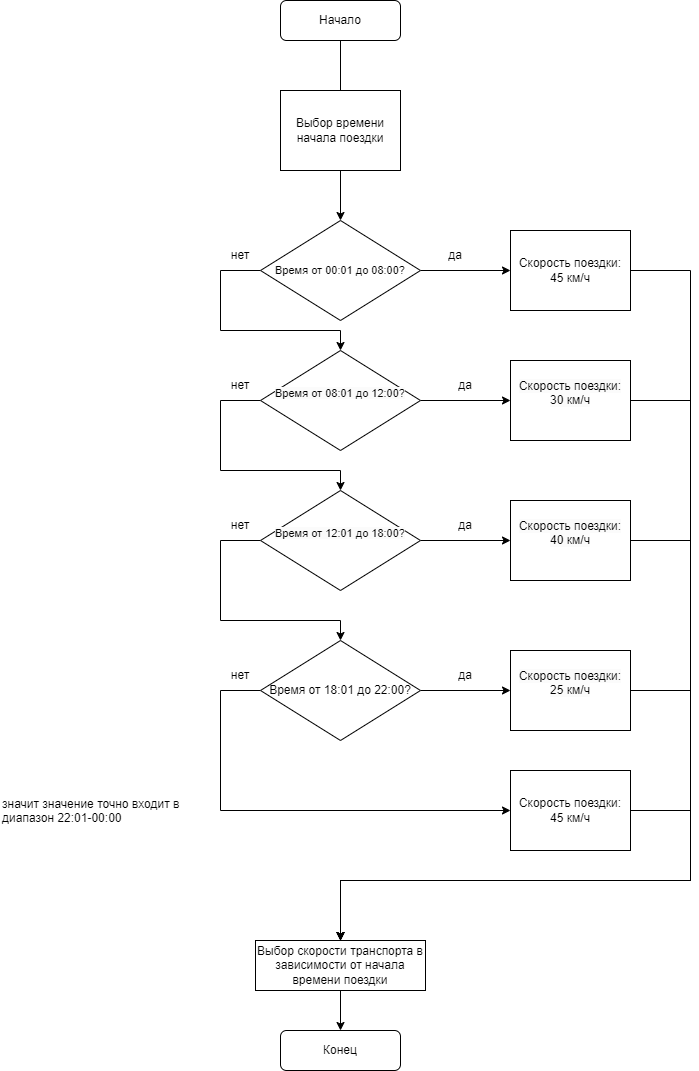 Начало
Выбор времени
начала поездки
нет
да
Время от 00:01 до 08:00?
Скорость поездки:
45 км/ч
нет
да
Время от 08:01 до 12:00?
Скорость поездки:
30 км/ч
нет
да
Время от 12:01 до 18:00?
Скорость поездки:
40 км/ч
нет
да
Время от 18:01 до 22:00?
Скорость поездки:
25 км/ч
значит значение точно входит в
диапазон 22:01-00:00
Скорость поездки:
45 км/ч
Выбор скорости транспорта в
зависимости от начала
времени поездки
Конец